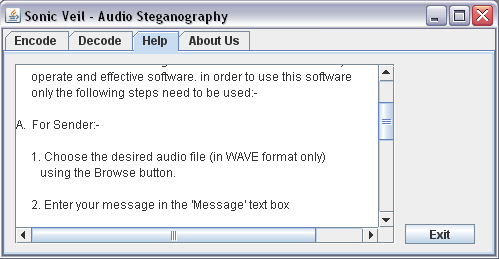 Sonic Veil - Audio Steganography
Encode Decode Help About Us
operate and effective software. in order to use this software
only the following steps need to be used:-
A. For Sender:-
1. Choose the desired audio file (in WAVE format only)
using the Browse button.
2. Enter your message in the 'Message' text box
Exit